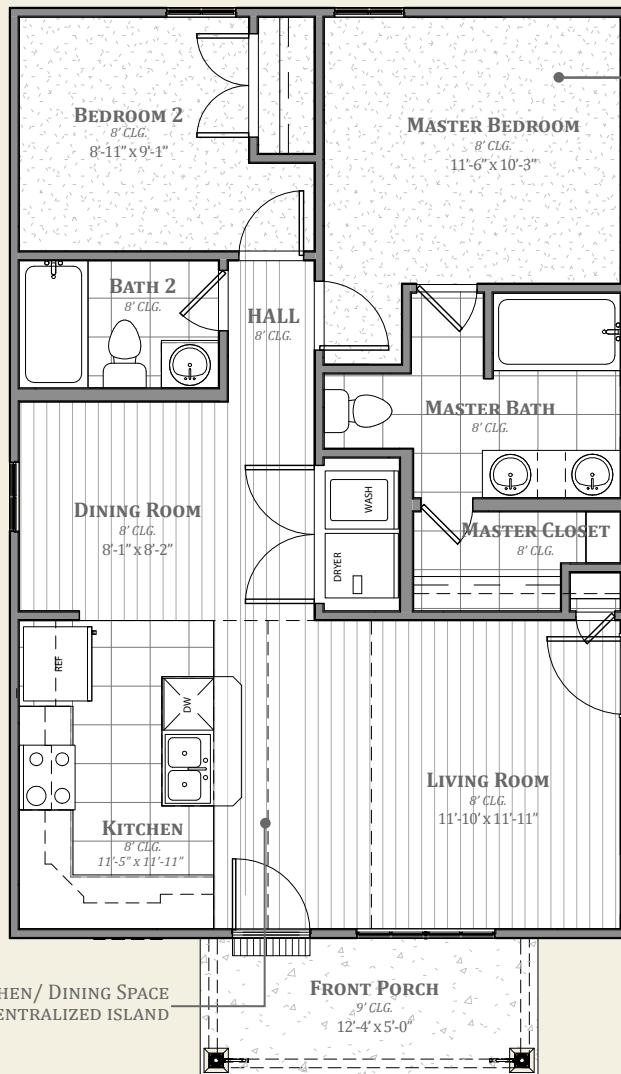 BEDROOM 2
8' CLG.
8'-11" x 9'-1"
MASTER BEDROOM
8' CLG.
11'-6" x 10'-3"
BATH 2
8' CLG.
HALL
8' CLG.
MASTER BATH
8' CLG.
DINING ROOM
8' CLG.
8'-1" x 8'-2"
WASH
DRYER
MASTER CLOSET
8' CLG.
REF
DW
LIVING ROOM
8' CLG.
11'-10' x 11'-11"
KITCHEN
8' CLG.
11'-5" x 11'-11"
HEN/ DINING SPACE
ENTRALIZED ISLAND
FRONT PORCH
9' CLG.
12'-4' x 5'-0"